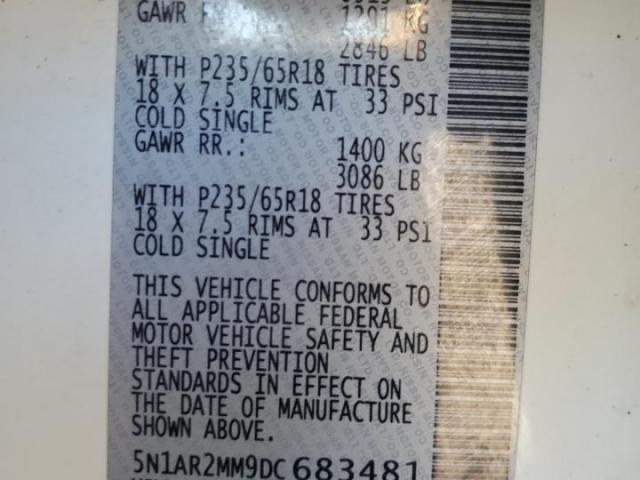 GAWR 1291 KG
2846 LB
WITH P235/65R18 TIRES
18 X 7.5 RIMS AT 33 PSI
COLD SINGLE
GAWR RR.: 1400 KG
3086 LB
WITH P235/65R18 TIRES
18 X 7.5 RIMS AT 33 PSI
COLD SINGLE
THIS VEHICLE CONFORMS TO
ALL APPLICABLE FEDERAL
MOTOR VEHICLE SAFETY AND
THEFT PREVENTION
STANDARDS IN EFFECT ON
THE DATE OF MANUFACTURE
SHOWN ABOVE.
5N1AR2MM9DC683481